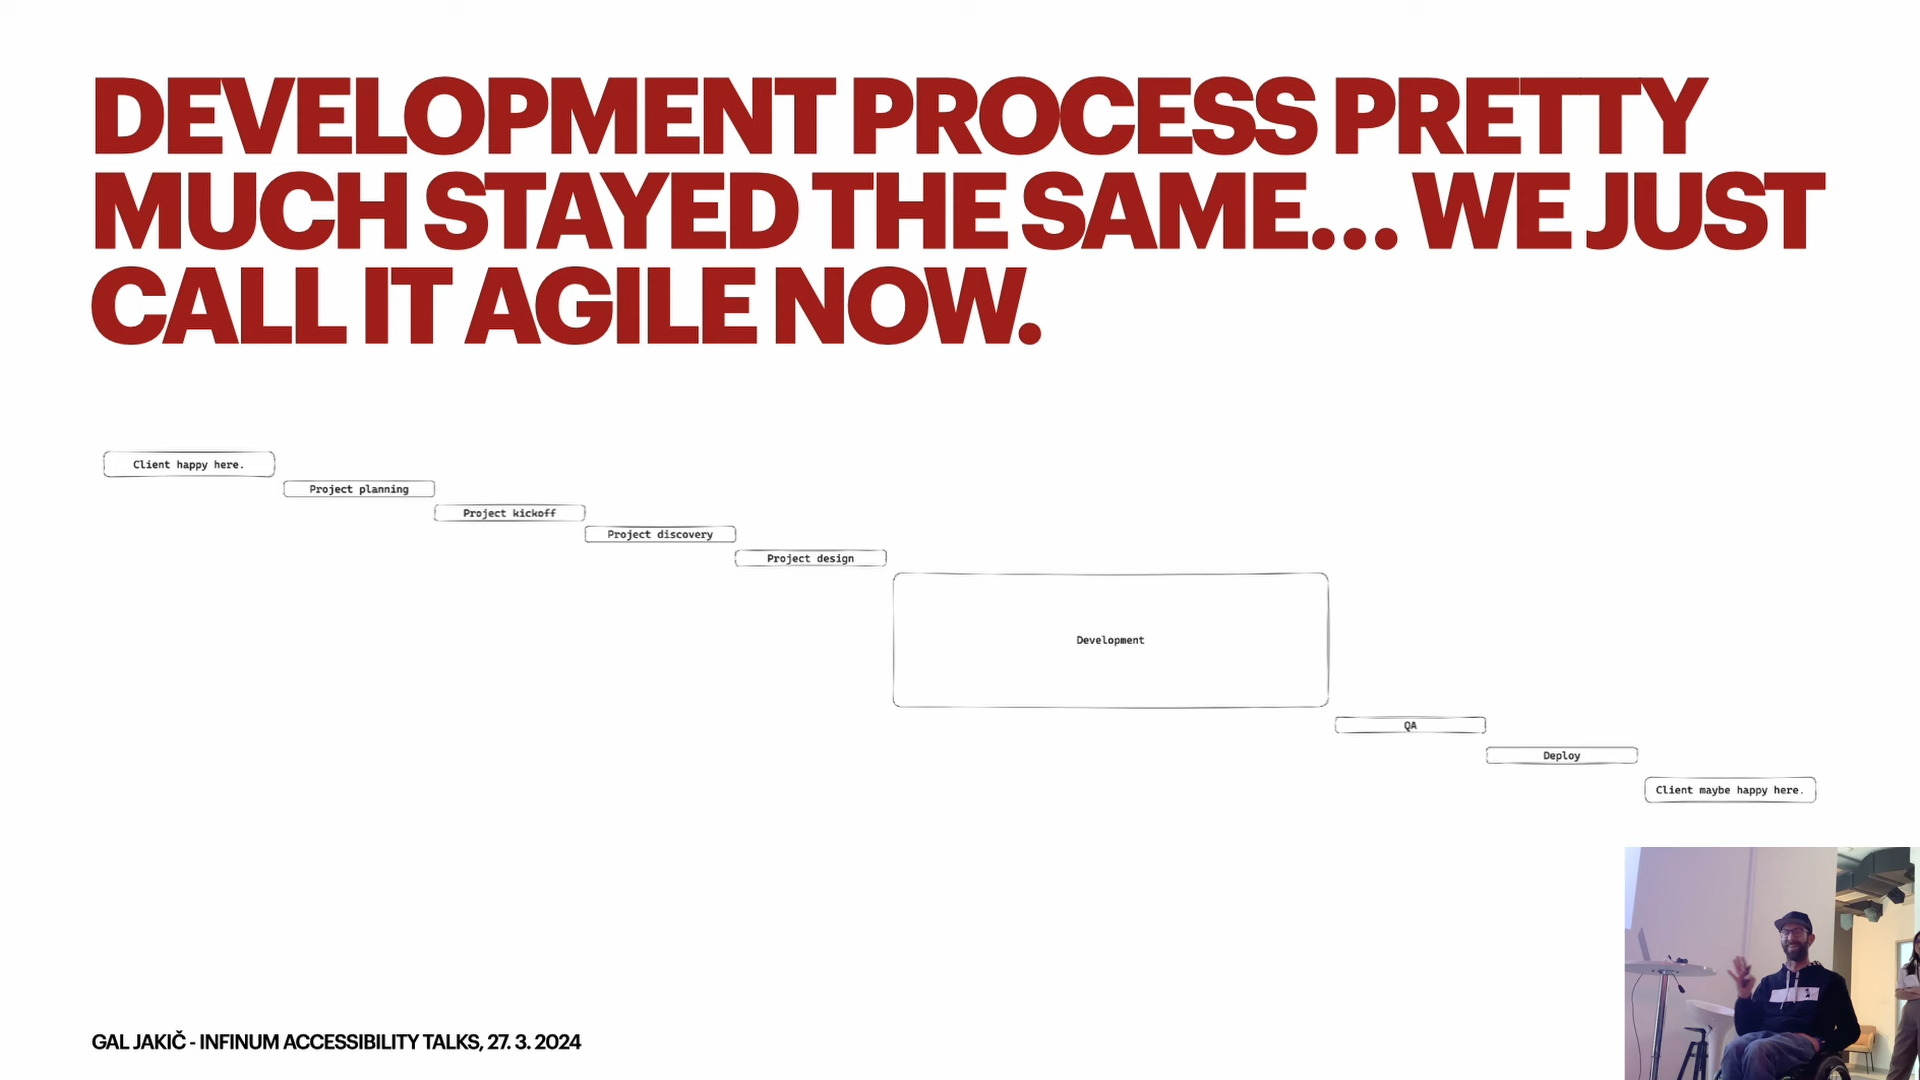 DEVELOPMENT PROCESS PRETTY
MUCH STAYED THE SAME... WE JUST
CALL IT AGILE NOW.
Client happy here.
Project planning
Project kickoff
Project discovery
Project design
Development
QA
Deploy
Client maybe happy here.
GAL JAKIČ - INFINUM ACCESSIBILITY TALKS, 27. 3. 2024